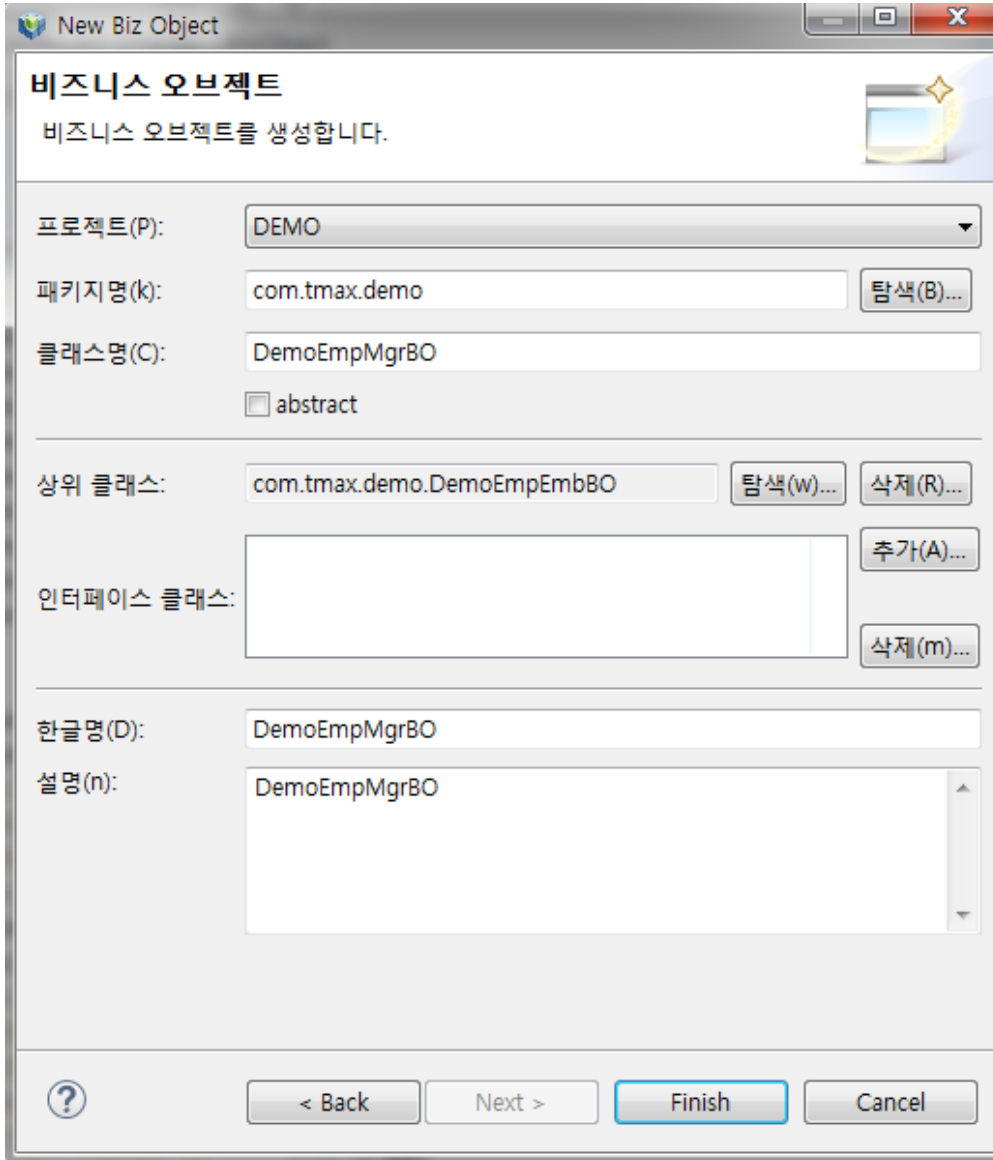 New Biz Object
비즈니스 오브젝트
비즈니스 오브젝트를 생성합니다.
프로젝트(P): DEMO
패키지명(k): com.tmax.demo 탐색(B)...
클래스명(C): DemoEmpMgrBO
abstract
상위 클래스: com.tmax.demo.DemoEmpEmbBO 탐색(w)... 삭제(R)...
추가(A)...
인터페이스 클래스:
삭제(m)...
한글명(D): DemoEmpMgrBO
설명(n): DemoEmpMgrBO
< Back Next > Finish Cancel